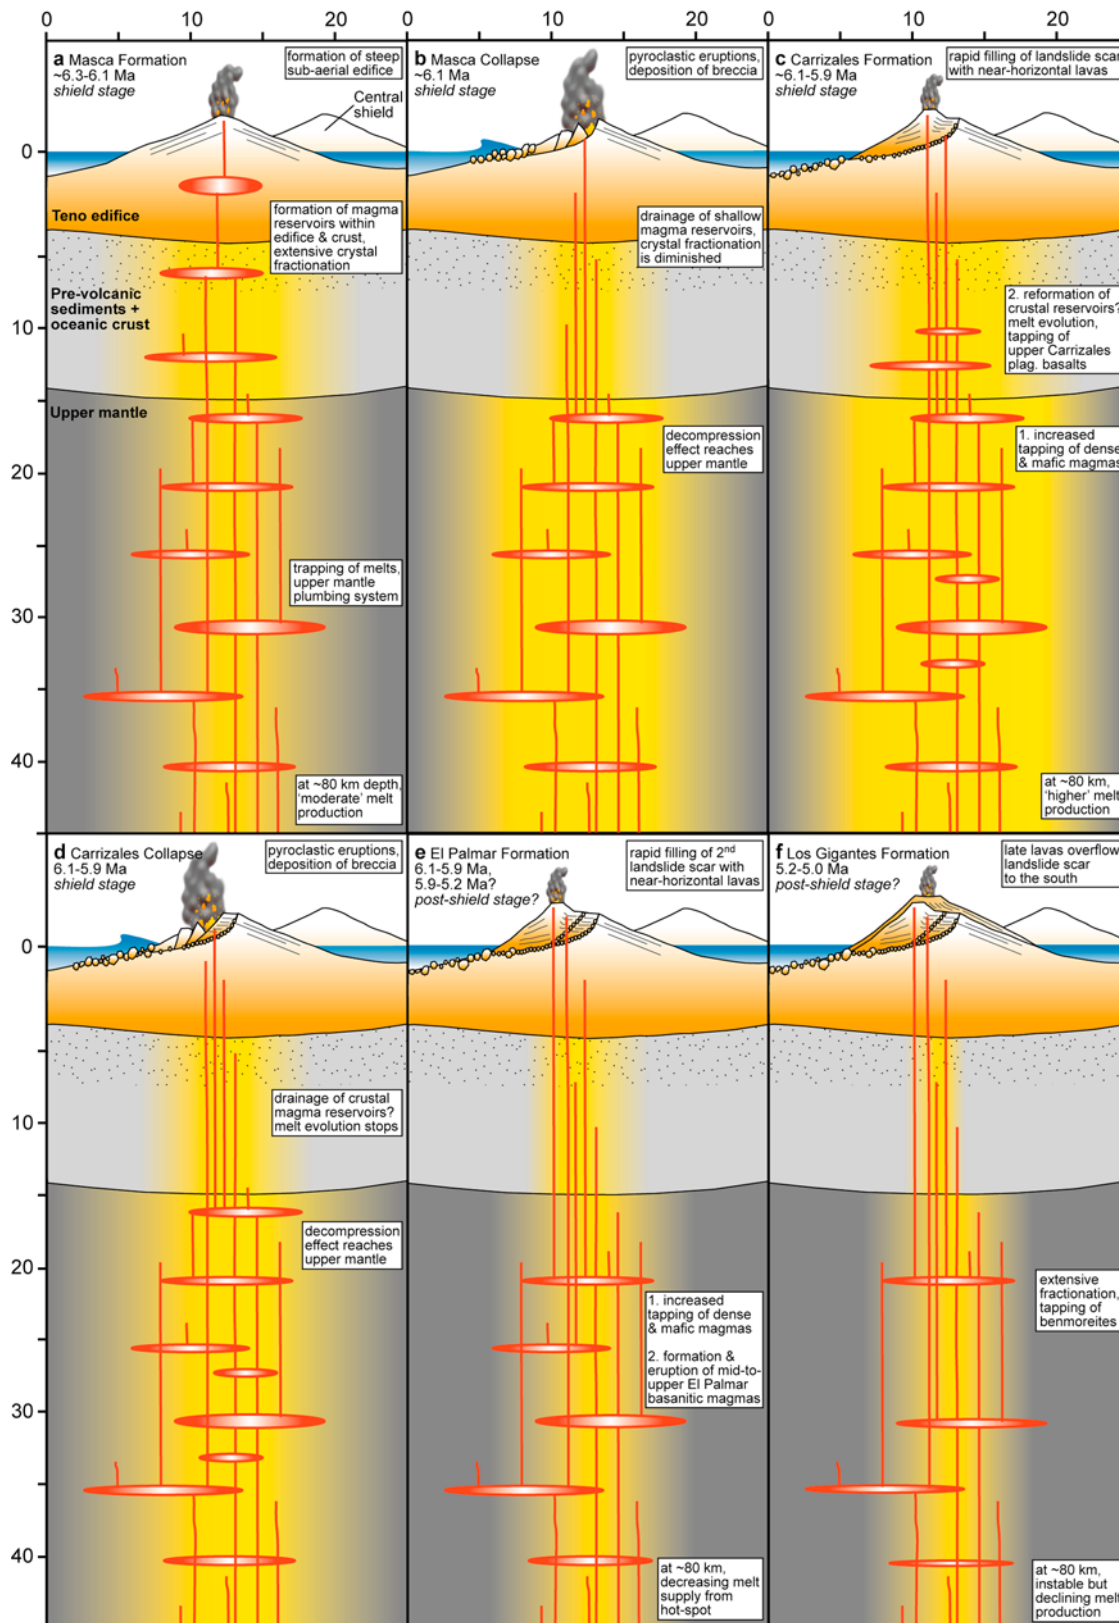 0 10 20
0 10 20
0 10 20
a Masca Formation
~6.3-6.1 Ma
shield stage
formation of steep
sub-aerial edifice
Central
shield
0
Teno edifice
formation of magma
reservoirs within
edifice & crust,
extensive crystal
fractionation
Pre-volcanic
sediments +
oceanic crust
10
Upper mantle
20
trapping of melts,
upper mantle
plumbing system
30
40
at ~80 km depth,
'moderate' melt
production
b Masca Collapse
~6.1 Ma
shield stage
pyroclastic eruptions,
deposition of breccia
drainage of shallow
magma reservoirs,
crystal fractionation
is diminished
decompression
effect reaches
upper mantle
c Carrizales Formation
~6.1-5.9 Ma
shield stage
rapid filling of landslide scar
with near-horizontal lavas
2. reformation of
crustal reservoirs?
melt evolution,
tapping of
upper Carrizales
plag. basalts
1. increased
tapping of dense
& mafic magmas
at ~80 km,
'higher' melt
production
d Carrizales Collapse
6.1-5.9 Ma
shield stage
pyroclastic eruptions,
deposition of breccia
0
drainage of crustal
magma reservoirs?
melt evolution stops
10
decompression
effect reaches
upper mantle
20
30
40
e El Palmar Formation
6.1-5.9 Ma,
5.9-5.2 Ma?
post-shield stage?
rapid filling of 2nd
landslide scar with
near-horizontal lavas
1. increased
tapping of dense
& mafic magmas
2. formation &
eruption of mid-to-
upper El Palmar
basanitic magmas
at ~80 km,
decreasing melt
supply from
hot-spot
f Los Gigantes Formation
5.2-5.0 Ma
post-shield stage?
late lavas overflow
landslide scar
to the south
extensive
fractionation,
tapping of
benmoreites
at ~80 km,
instable but
declining melt
production